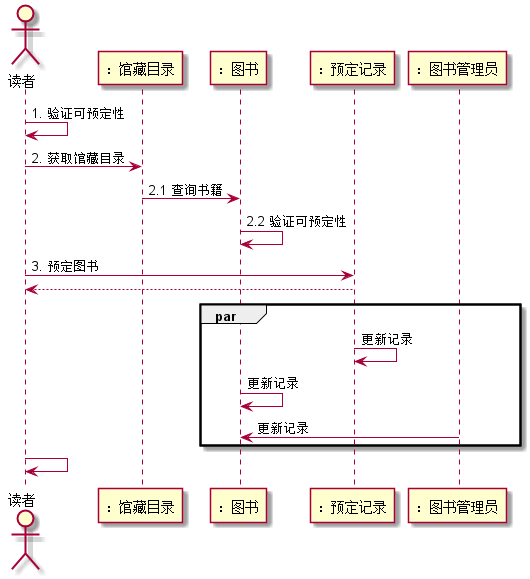 读者
: 馆藏目录
: 图书
: 预定记录
: 图书管理员
1. 验证可预定性
2. 获取馆藏目录
2.1 查询书籍
2.2 验证可预定性
3. 预定图书
par
更新记录
更新记录
更新记录
读者
: 馆藏目录
: 图书
: 预定记录
: 图书管理员